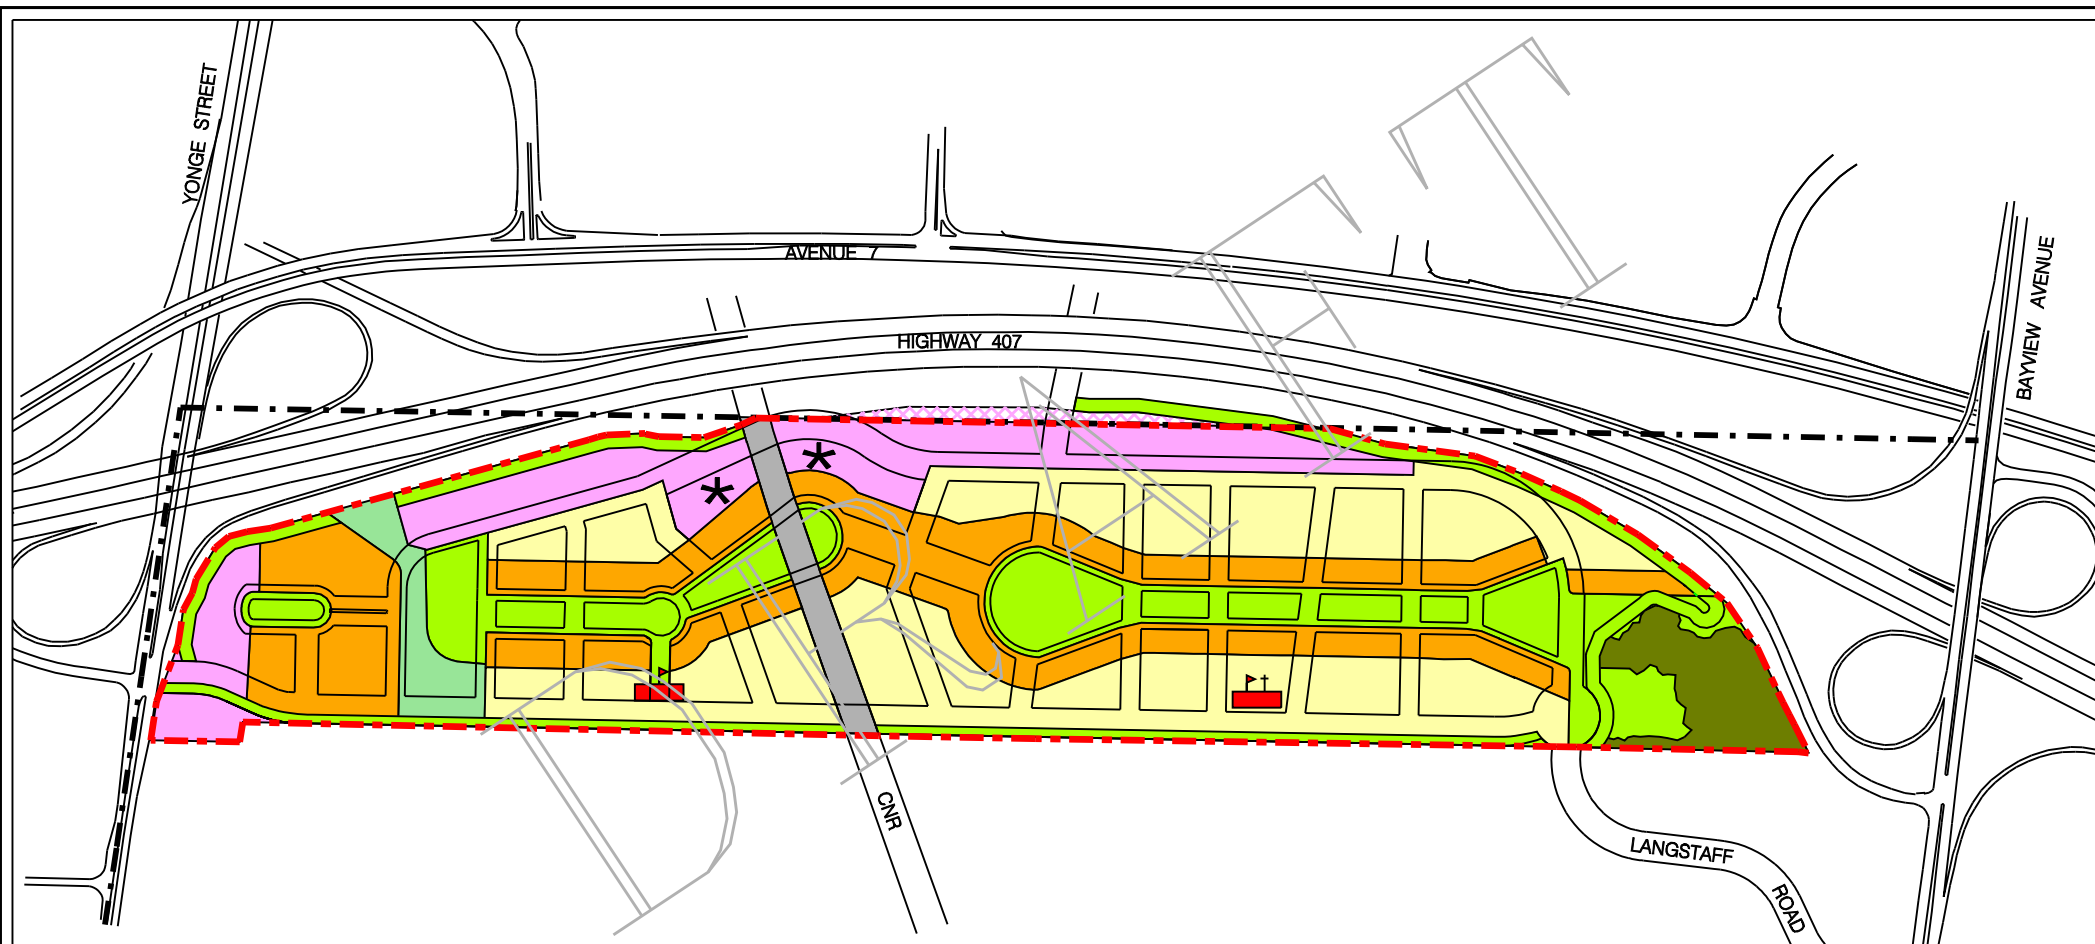 YONGE STREET
AVENUE 7
HIGHWAY 407
BAYVIEW AVENUE
*
*
CNR
LANGSTAFF
ROAD
DRAFT